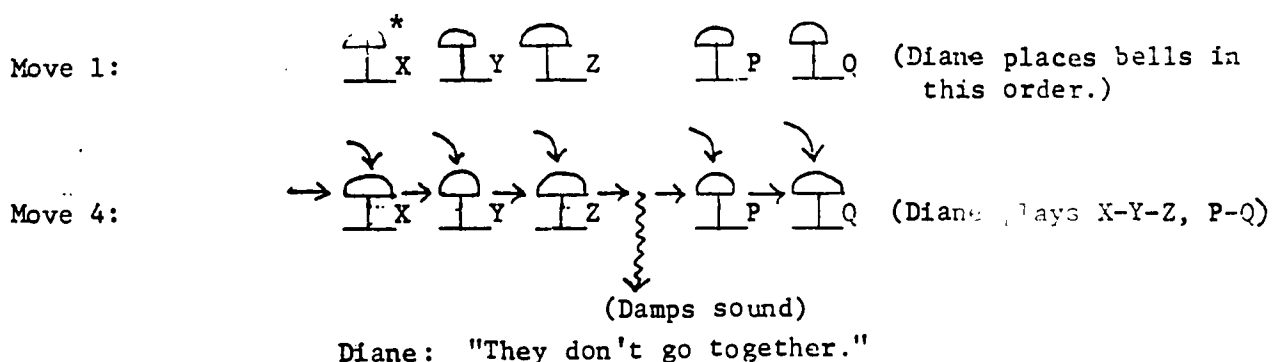 Move 1: * X Y Z P Q (Diane places bells in
this order.)
Move 4: X Y Z P Q (Diane plays X-Y-Z, P-Q)
(Damps sound)
Diane: "They don't go together."